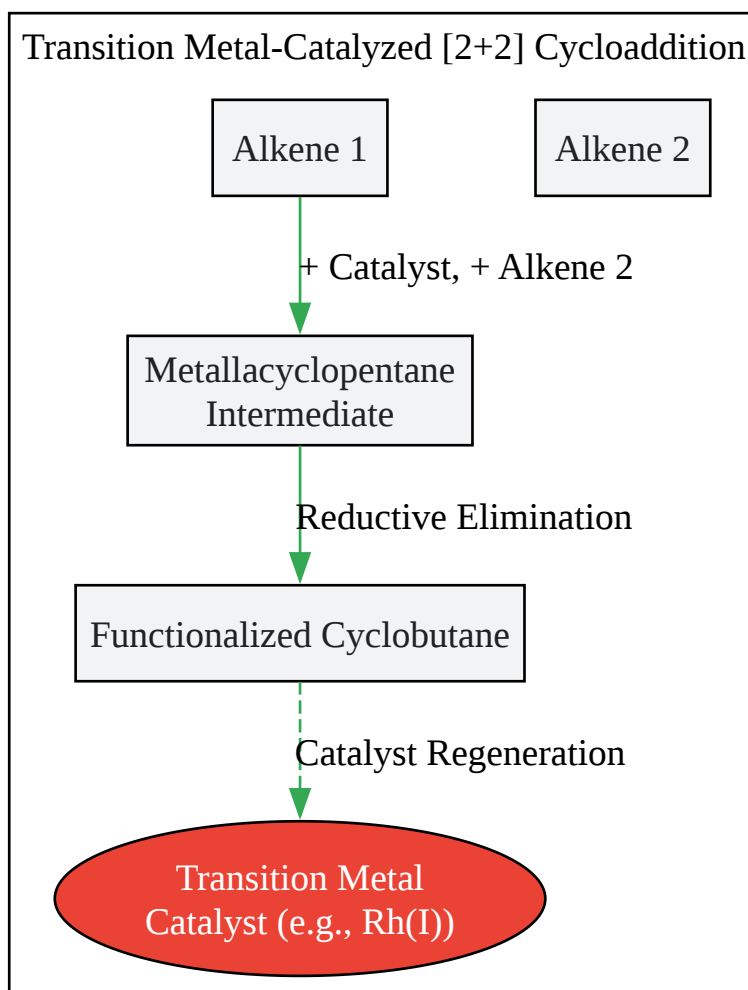 Transition Metal-Catalyzed [2+2] Cycloaddition
Alkene 1
Alkene 2
+ Catalyst, + Alkene 2
Metallacyclopentane
Intermediate
Reductive Elimination
Functionalized Cyclobutane
Catalyst Regeneration
Transition Metal
Catalyst (e.g., Rh(I))